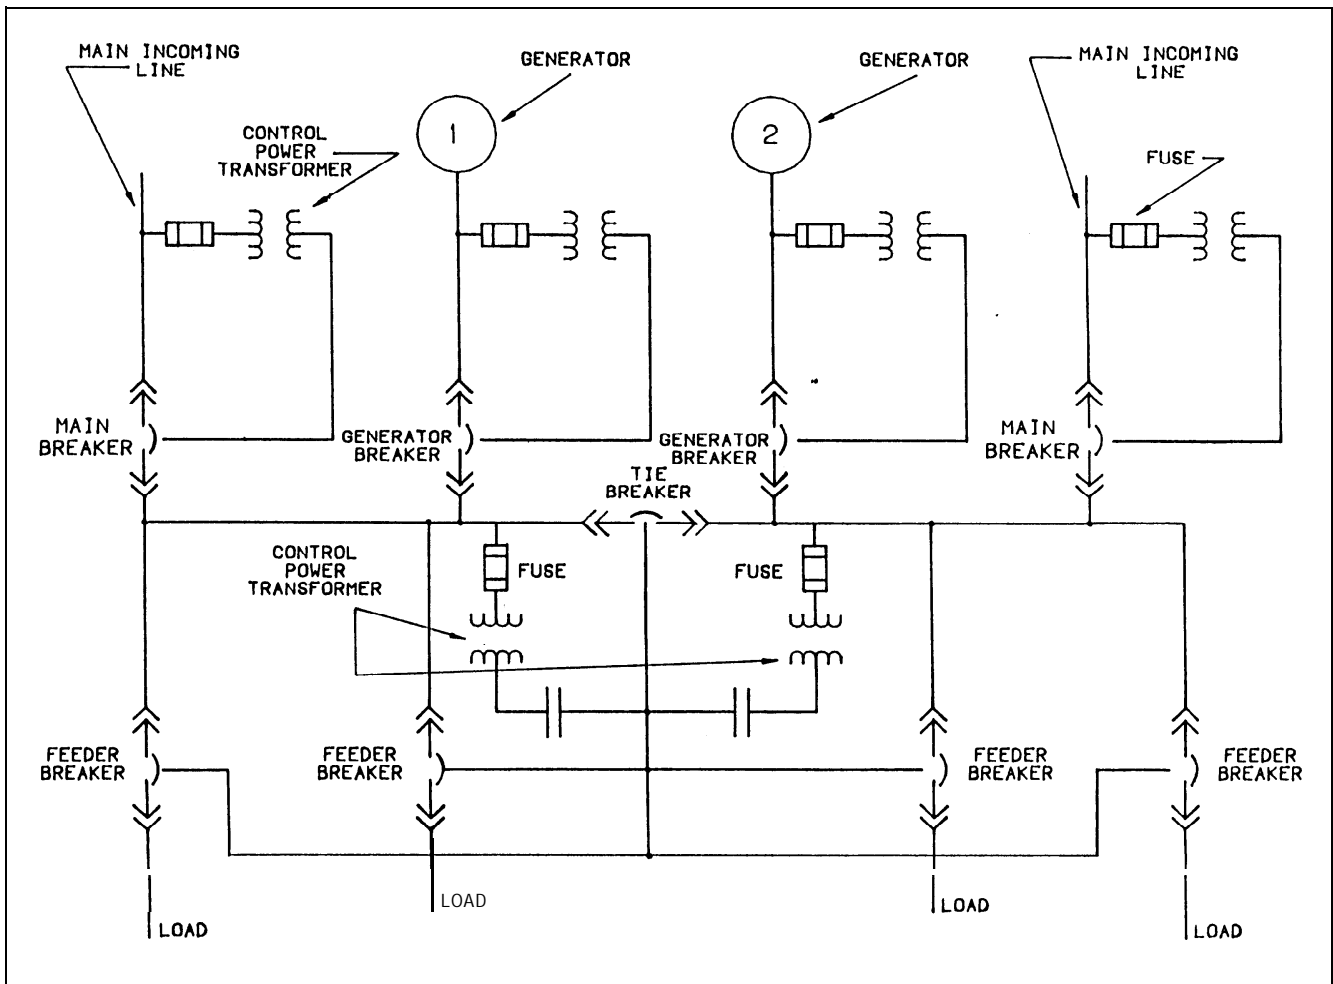 MAIN INCOMING
LINE
GENERATOR
GENERATOR
MAIN INCOMING
LINE
CONTROL
POWER
TRANSFORMER
1
2
FUSE
MAIN
BREAKER
GENERATOR
BREAKER
GENERATOR
BREAKER
MAIN
BREAKER
TIE
BREAKER
CONTROL
POWER
TRANSFORMER
FUSE
FUSE
FEEDER
BREAKER
FEEDER
BREAKER
FEEDER
BREAKER
FEEDER
BREAKER
LOAD
LOAD
LOAD
LOAD